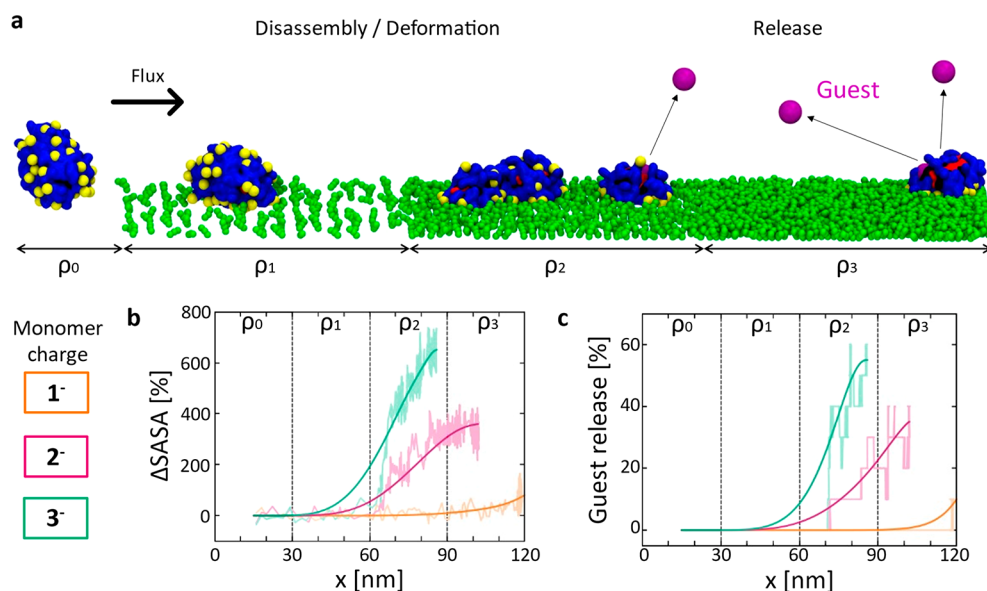 a
Disassembly / Deformation
Release
Flux
Guest
ρ₀
ρ₁
ρ₂
ρ₃
Monomer
charge
1⁻
2⁻
3⁻
b
ρ₀
ρ₁
ρ₂
ρ₃
800
600
400
200
0
ΔSASA [%]
0
30
60
90
120
x [nm]
c
ρ₀
ρ₁
ρ₂
ρ₃
60
40
20
0
Guest release [%]
0
30
60
90
120
x [nm]